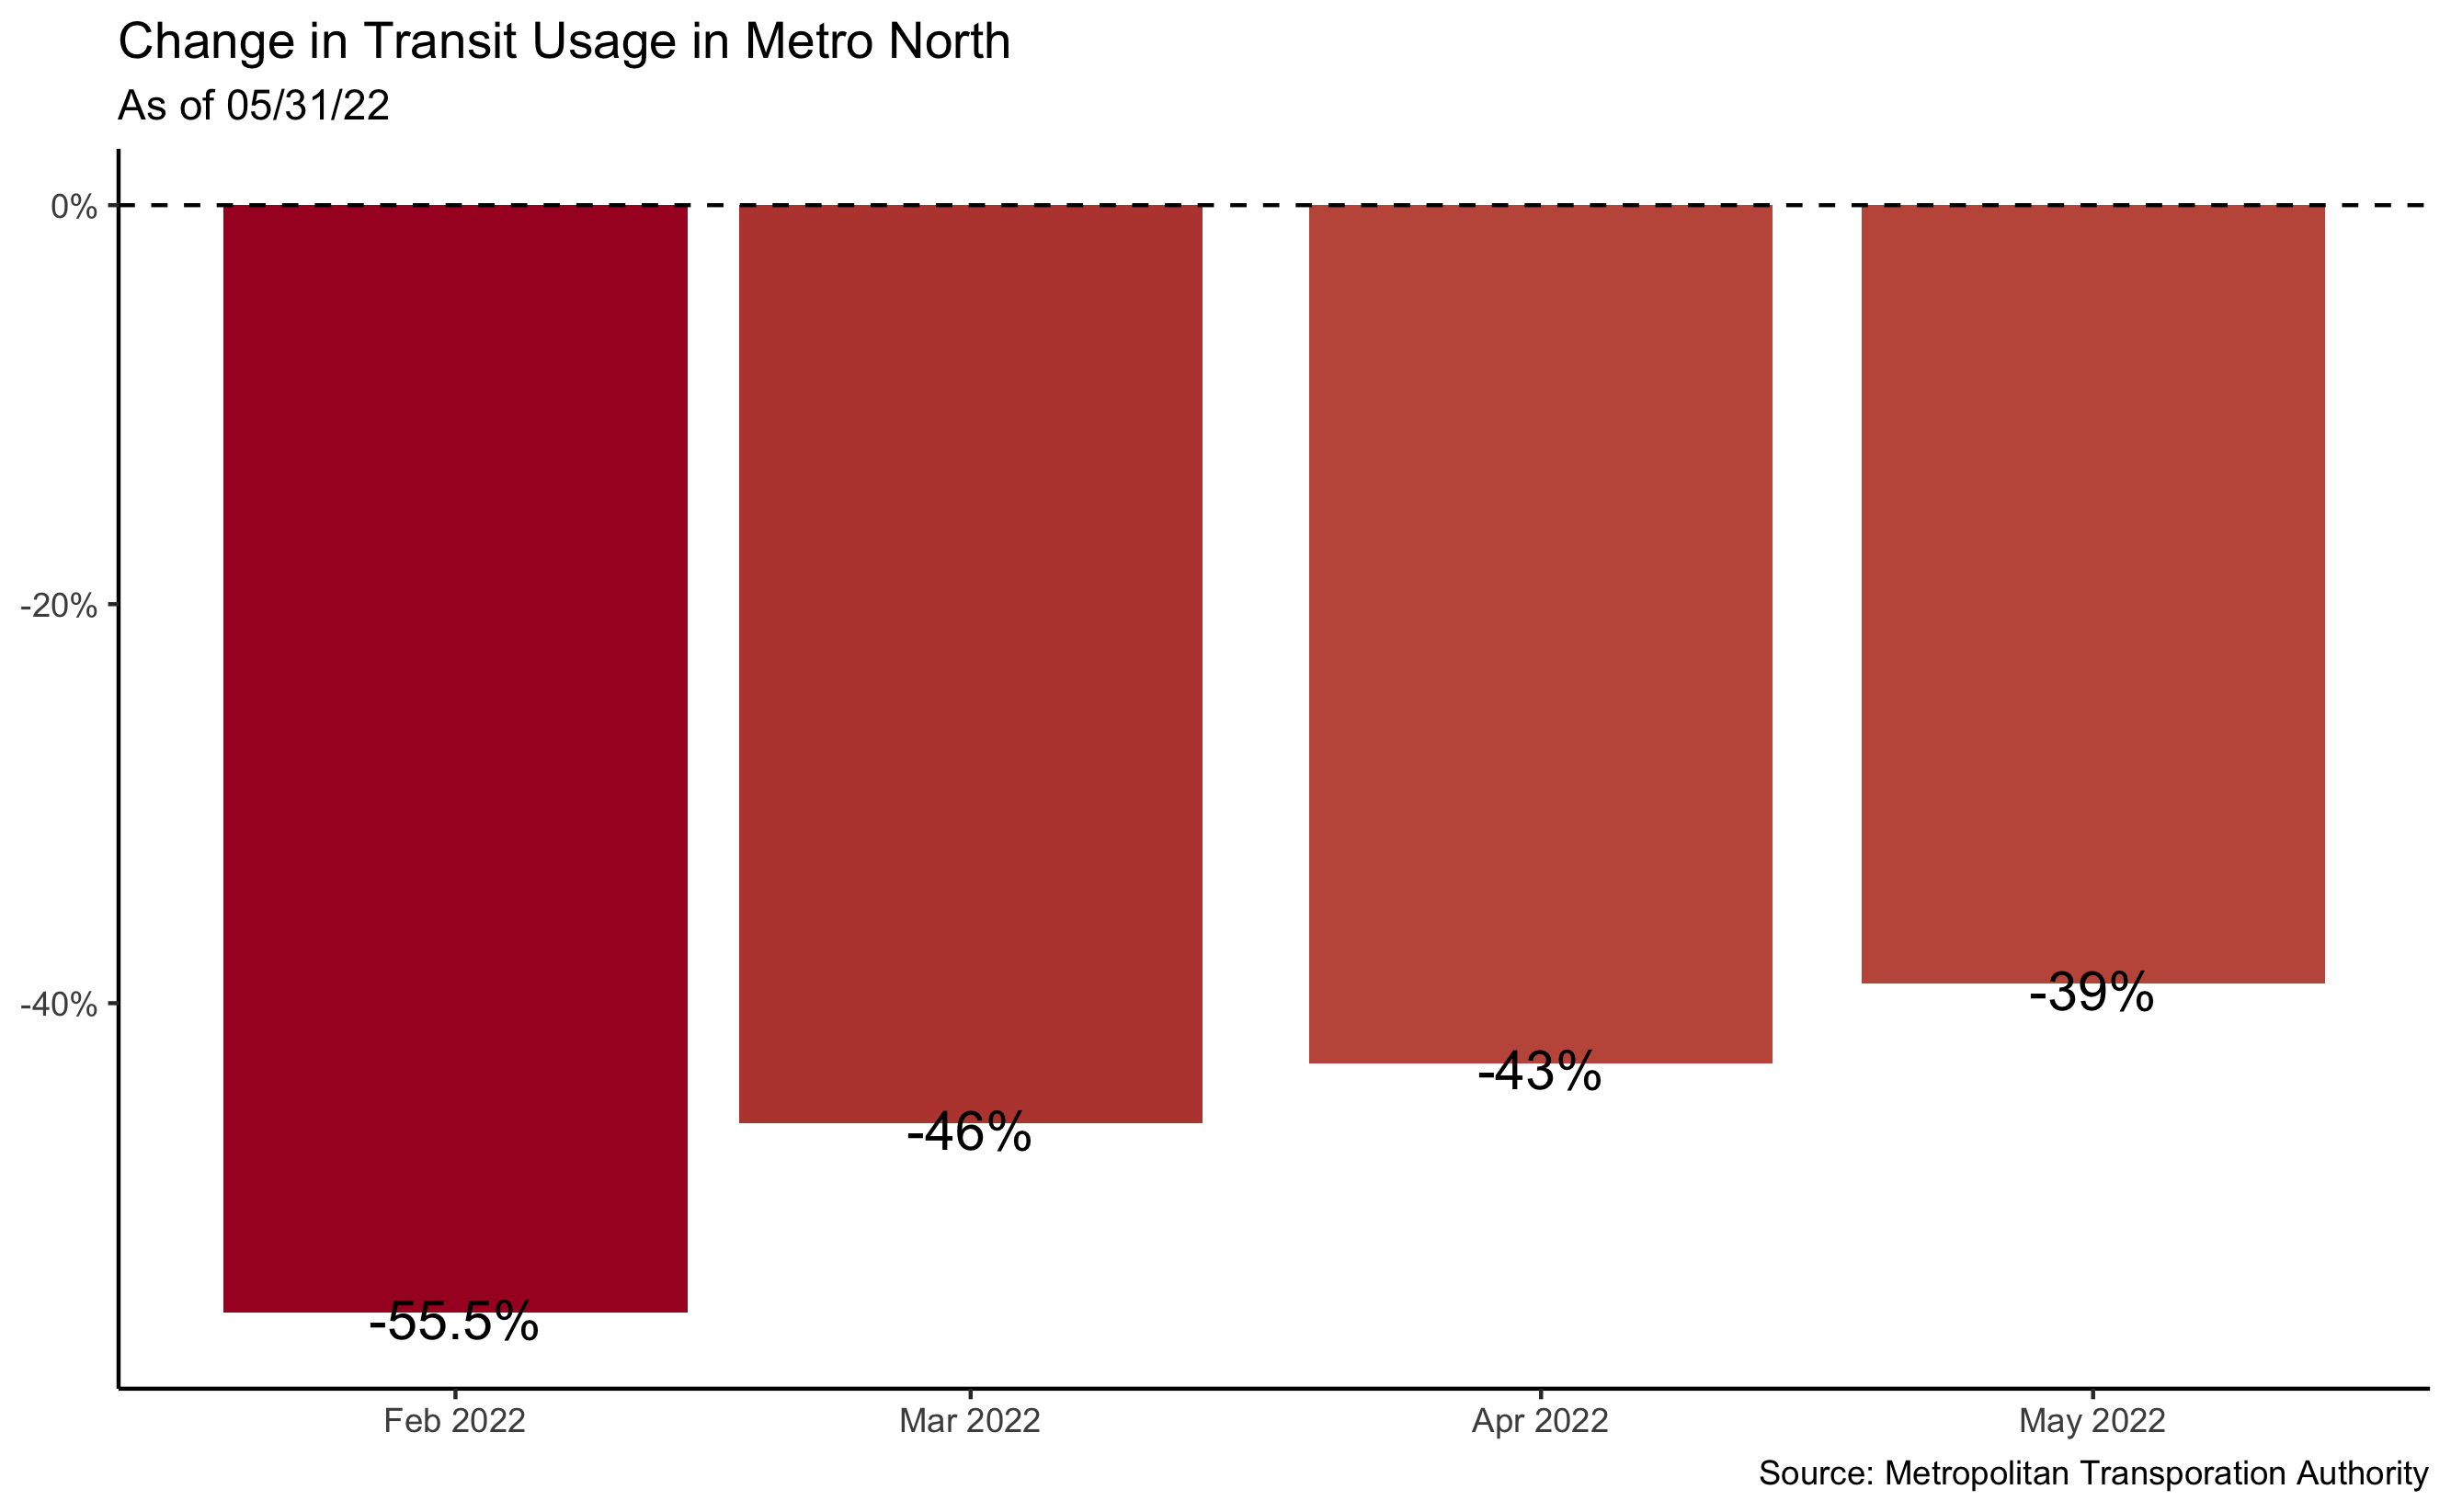 Change in Transit Usage in Metro North
As of 05/31/22
0%
-20%
-40%
-55.5%
-46%
-43%
-39%
Feb 2022
Mar 2022
Apr 2022
May 2022
Source: Metropolitan Transporation Authority